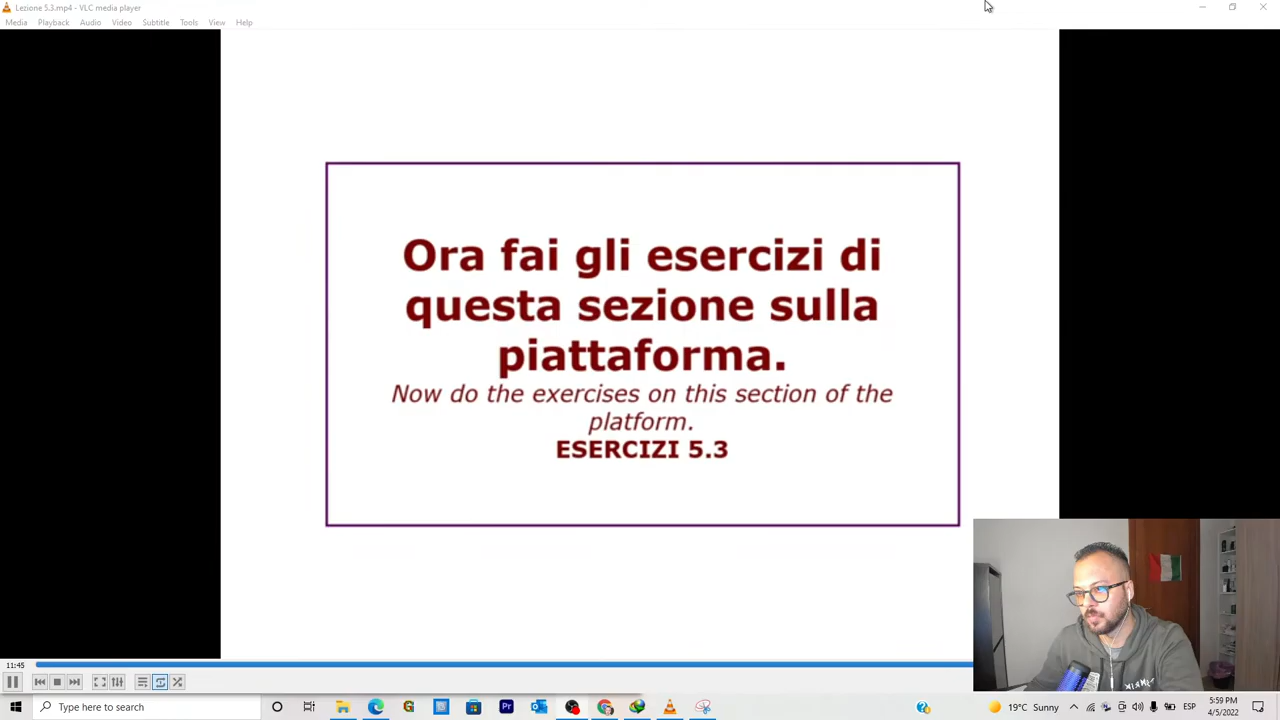 Lezione 5.3.mp4 - VLC media player
Media Playback Audio Video Subtitle Tools View Help
Ora fai gli esercizi di
questa sezione sulla
piattaforma.
Now do the exercises on this section of the
platform.
ESERCIZI 5.3
11:45
Type here to search
19°C Sunny
ESP
5:59 PM
4/5/2022